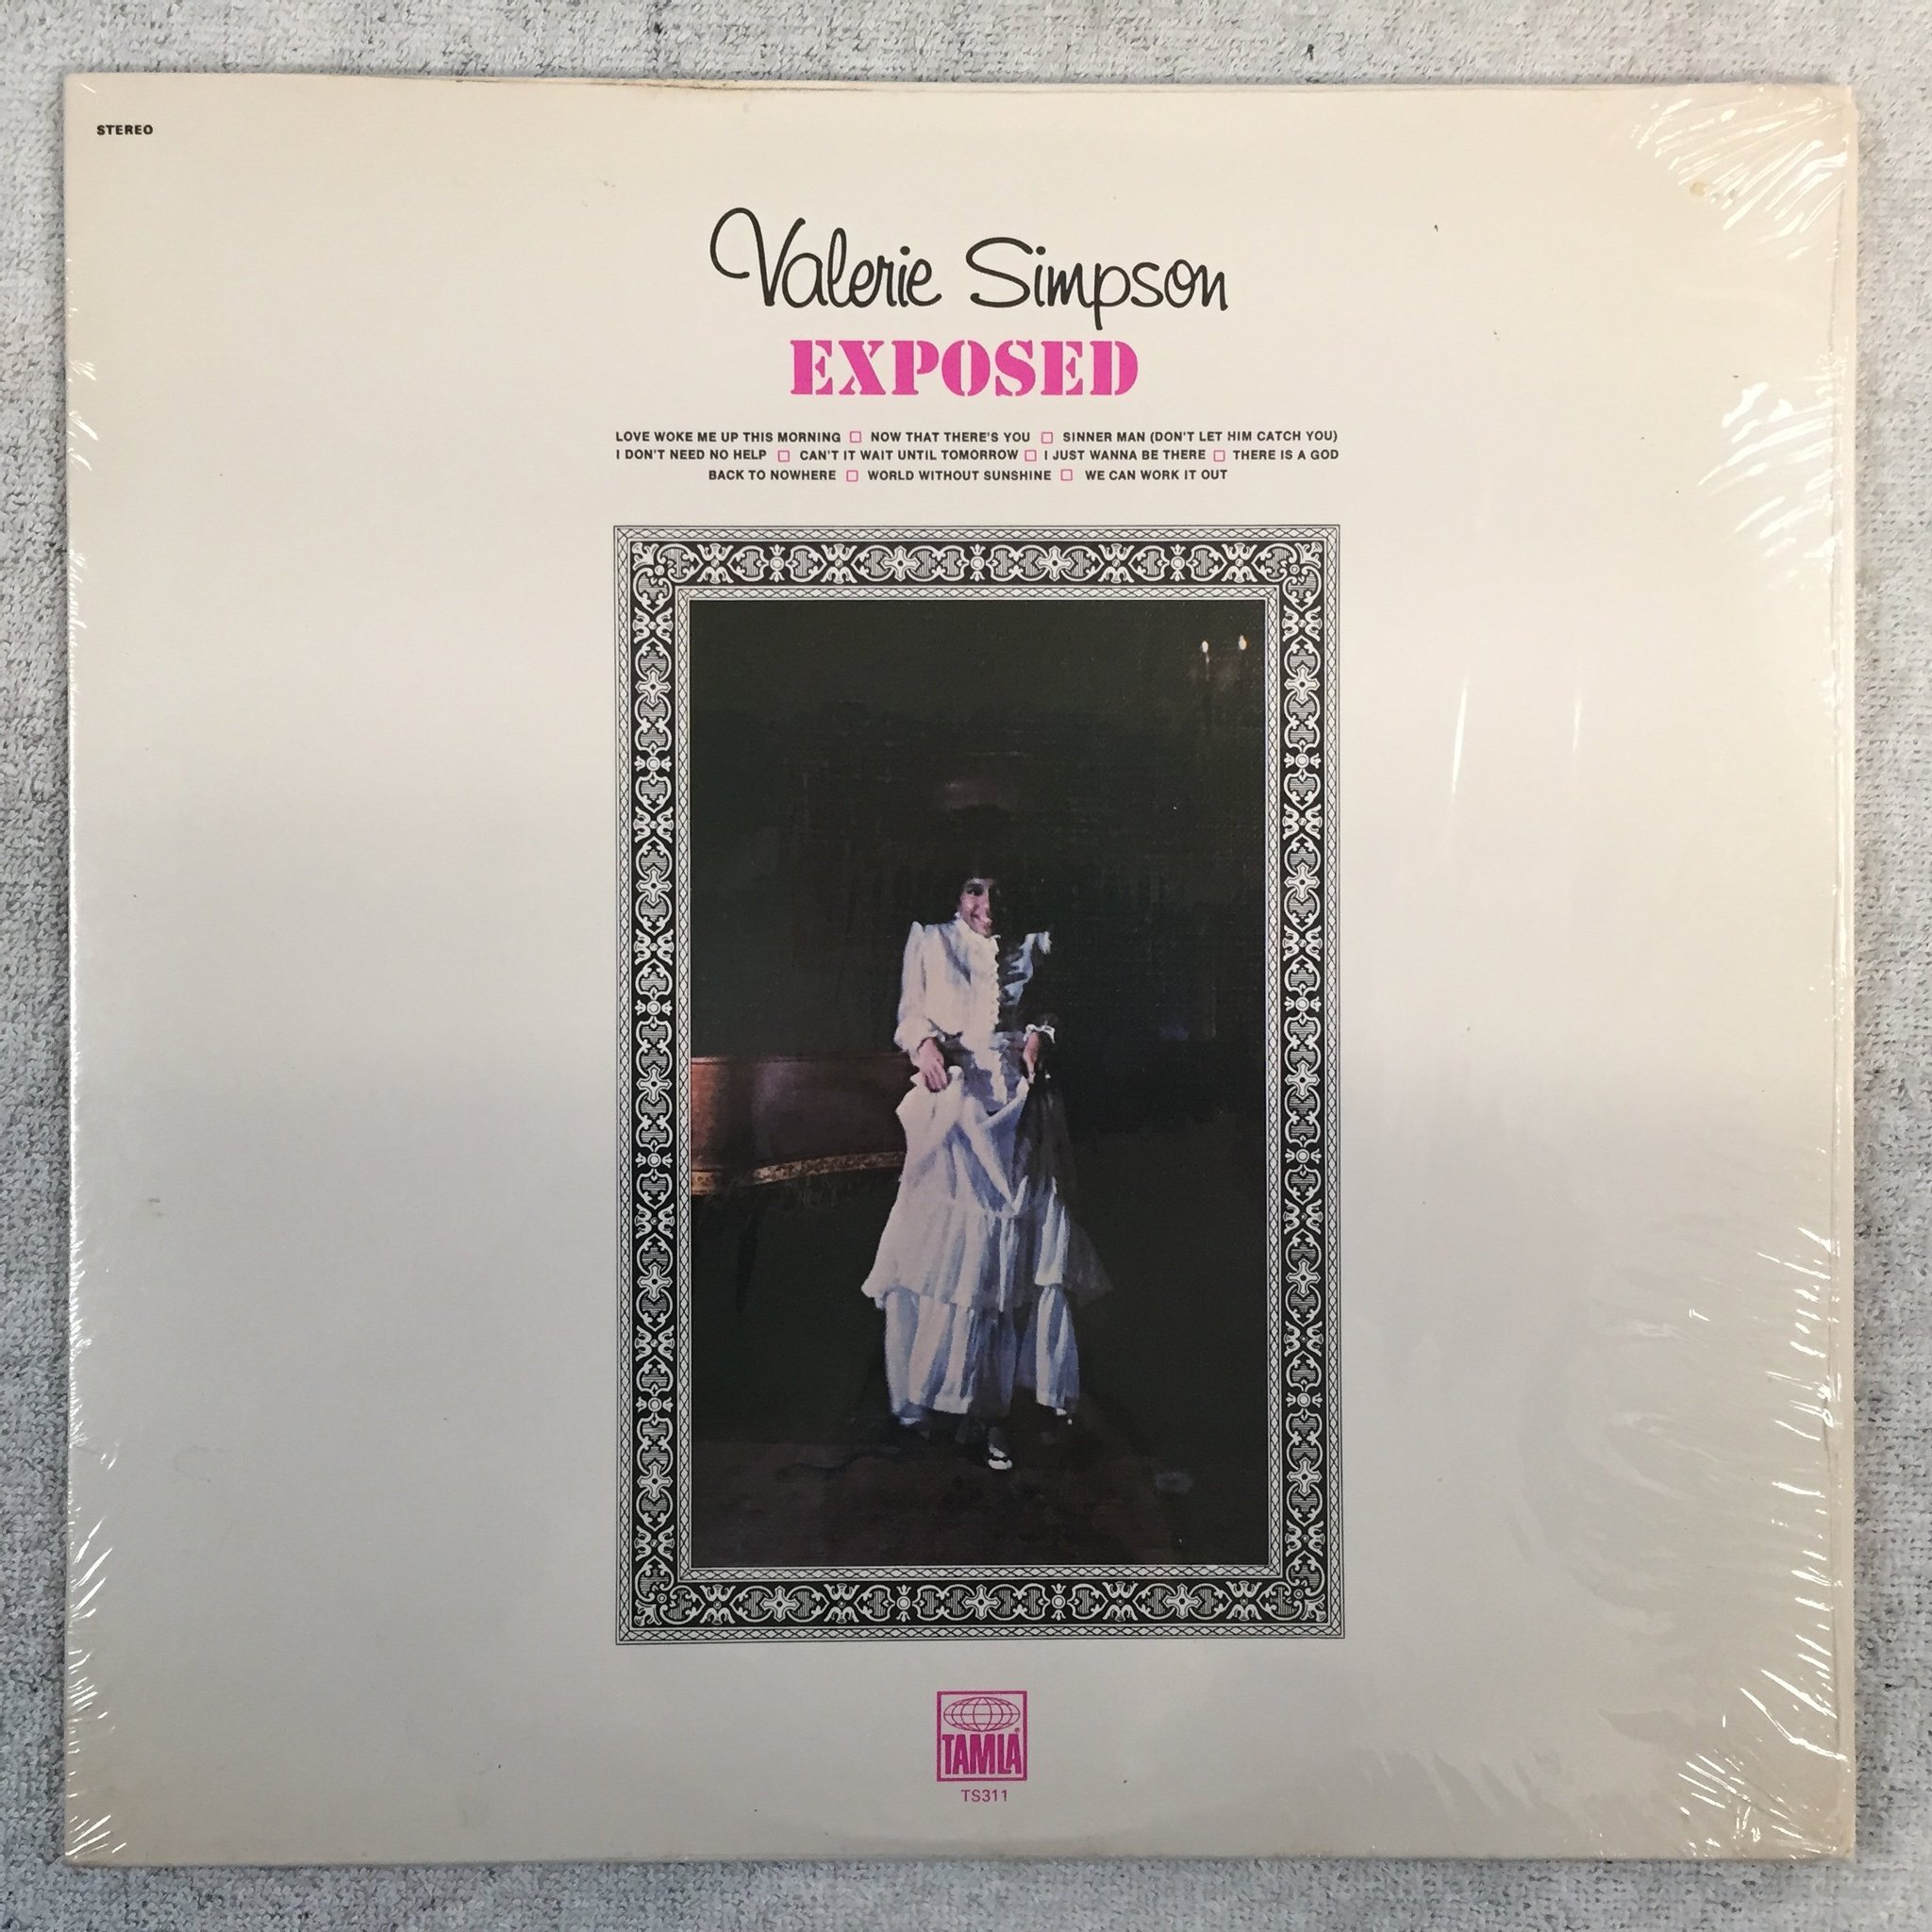 STEREO
Valerie Simpson
EXPOSED
LOVE WOKE ME UP THIS MORNING □ NOW THAT THERE'S YOU □ SINNER MAN (DON'T LET HIM CATCH YOU)
I DON'T NEED NO HELP □ CAN'T IT WAIT UNTIL TOMORROW □ I JUST WANNA BE THERE □ THERE IS A GOD
BACK TO NOWHERE □ WORLD WITHOUT SUNSHINE □ WE CAN WORK IT OUT
TAMLA®
TS311